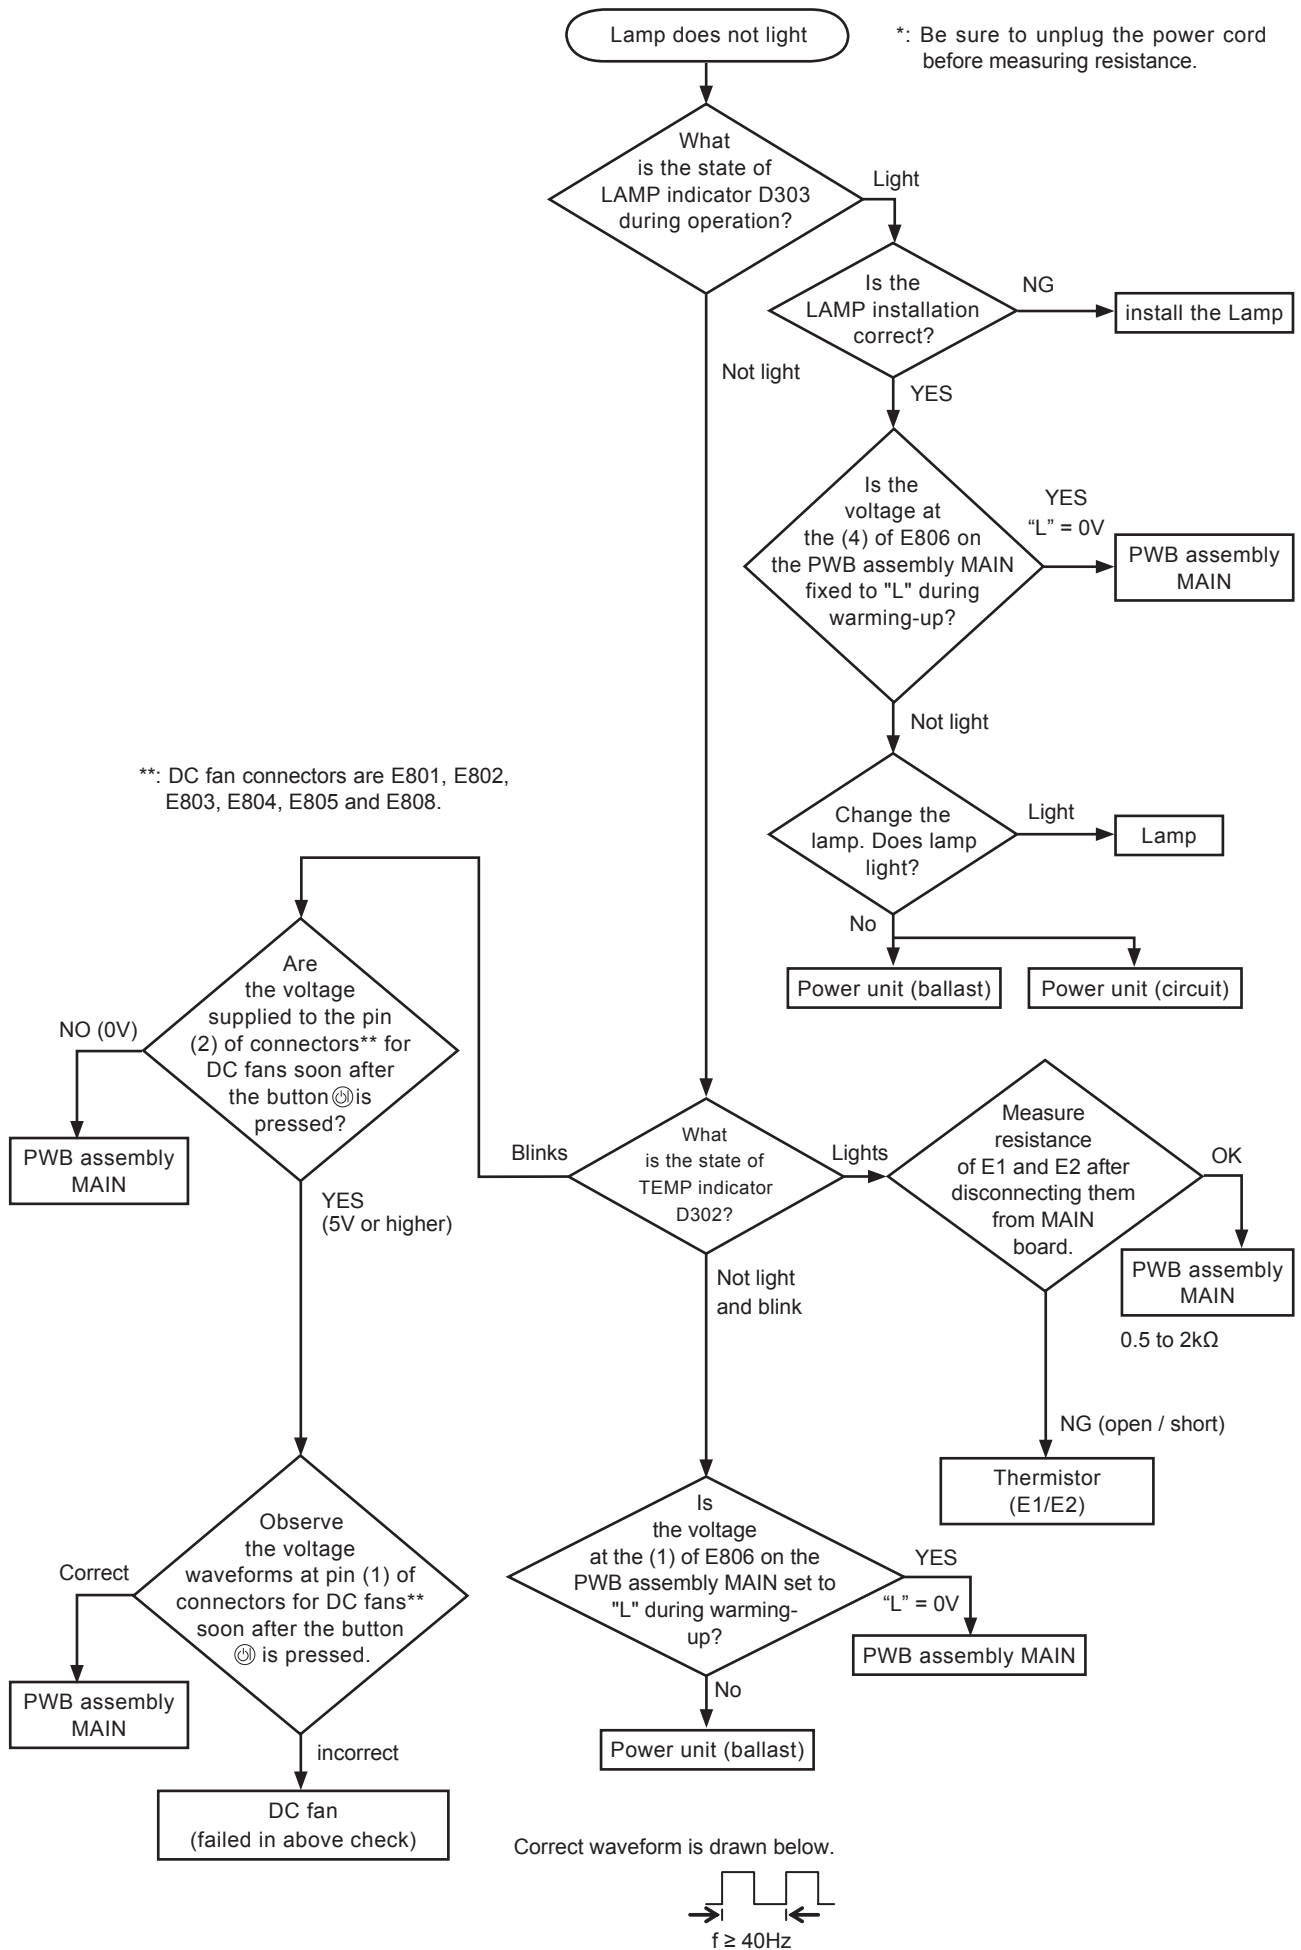 Lamp does not light
*: Be sure to unplug the power cord
before measuring resistance.
What
is the state of
LAMP indicator D303
during operation?
Light
Is the
LAMP installation
correct?
NG
install the Lamp
Not light
YES
Is the
voltage at
the (4) of E806 on
the PWB assembly MAIN
fixed to "L" during
warming-up?
YES
“L” = 0V
PWB assembly
MAIN
Not light
**: DC fan connectors are E801, E802,
E803, E804, E805 and E808.
Change the
lamp. Does lamp
light?
Light
Lamp
No
Power unit (ballast)
Power unit (circuit)
Are
the voltage
supplied to the pin
(2) of connectors** for
DC fans soon after
the button is
pressed?
NO (0V)
PWB assembly
MAIN
YES
(5V or higher)
Blinks
What
is the state of
TEMP indicator
D302?
Lights
Measure
resistance
of E1 and E2 after
disconnecting them
from MAIN
board.
OK
PWB assembly
MAIN
0.5 to 2kΩ
Not light
and blink
NG (open / short)
Thermistor
(E1/E2)
Observe
the voltage
waveforms at pin (1) of
connectors for DC fans**
soon after the button
is pressed.
Correct
PWB assembly
MAIN
incorrect
DC fan
(failed in above check)
Is
the voltage
at the (1) of E806 on the
PWB assembly MAIN set to
"L" during warming-
up?
YES
“L” = 0V
PWB assembly MAIN
No
Power unit (ballast)
Correct waveform is drawn below.
f ≥ 40Hz